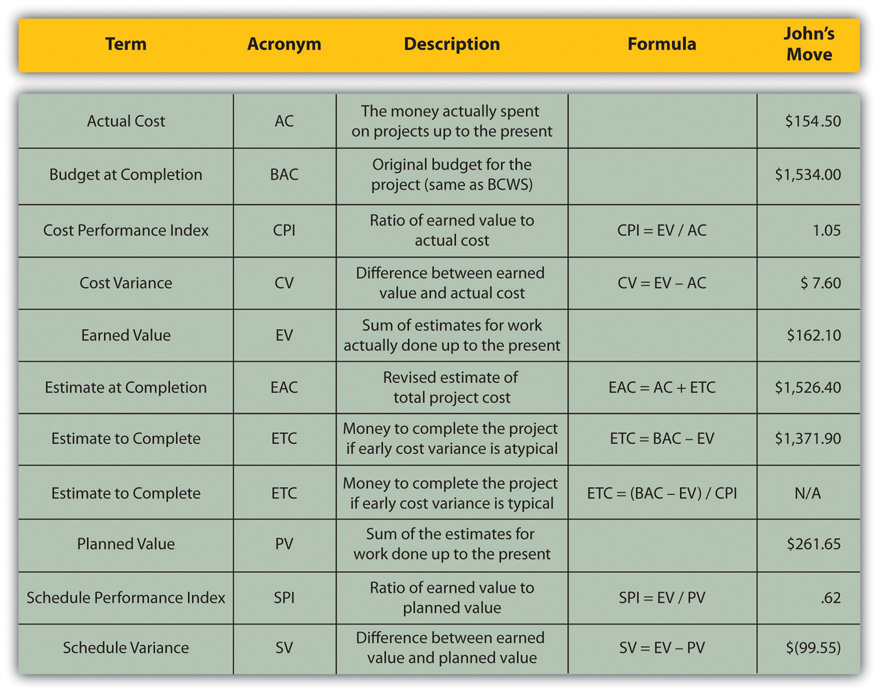 Term Acronym Description Formula John's
Move
Actual Cost AC The money actually spent
on projects up to the present $154.50
Budget at Completion BAC Original budget for the
project (same as BCWS) $1,534.00
Cost Performance Index CPI Ratio of earned value to
actual cost CPI = EV / AC 1.05
Cost Variance CV Difference between earned
value and actual cost CV = EV – AC $ 7.60
Earned Value EV Sum of estimates for work
actually done up to the present $162.10
Estimate at Completion EAC Revised estimate of
total project cost EAC = AC + ETC $1,526.40
Estimate to Complete ETC Money to complete the project
if early cost variance is atypical ETC = BAC – EV $1,371.90
Estimate to Complete ETC Money to complete the project
if early cost variance is typical ETC = (BAC – EV) / CPI N/A
Planned Value PV Sum of the estimates for
work done up to the present $261.65
Schedule Performance Index SPI Ratio of earned value to
planned value SPI = EV / PV .62
Schedule Variance SV Difference between earned
value and planned value SV = EV – PV $(99.55)